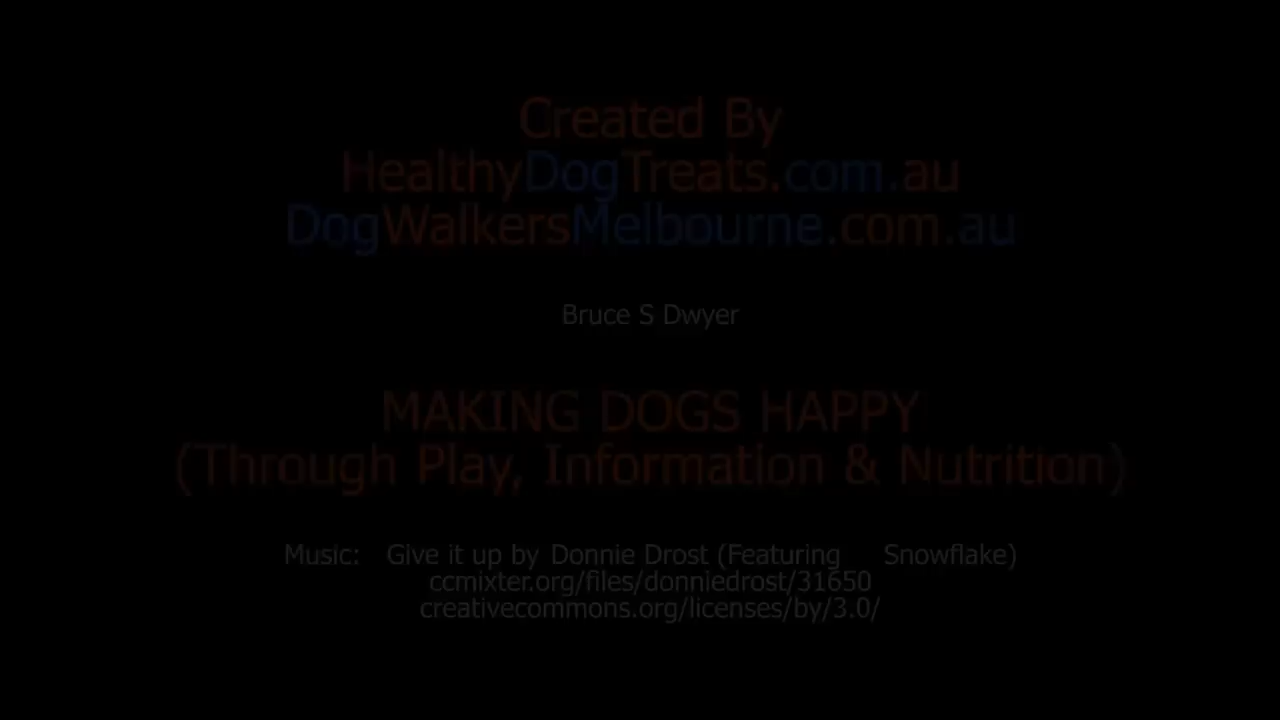 Created By
HealthyDogTreats.com.au
DogWalkersMelbourne.com.au
Bruce S Dwyer
MAKING DOGS HAPPY
(Through Play, Information & Nutrition)
Music: Give it up by Donnie Drost (Featuring Snowflake)
ccmixter.org/files/donniedrost/31650
creativecommons.org/licenses/by/3.0/